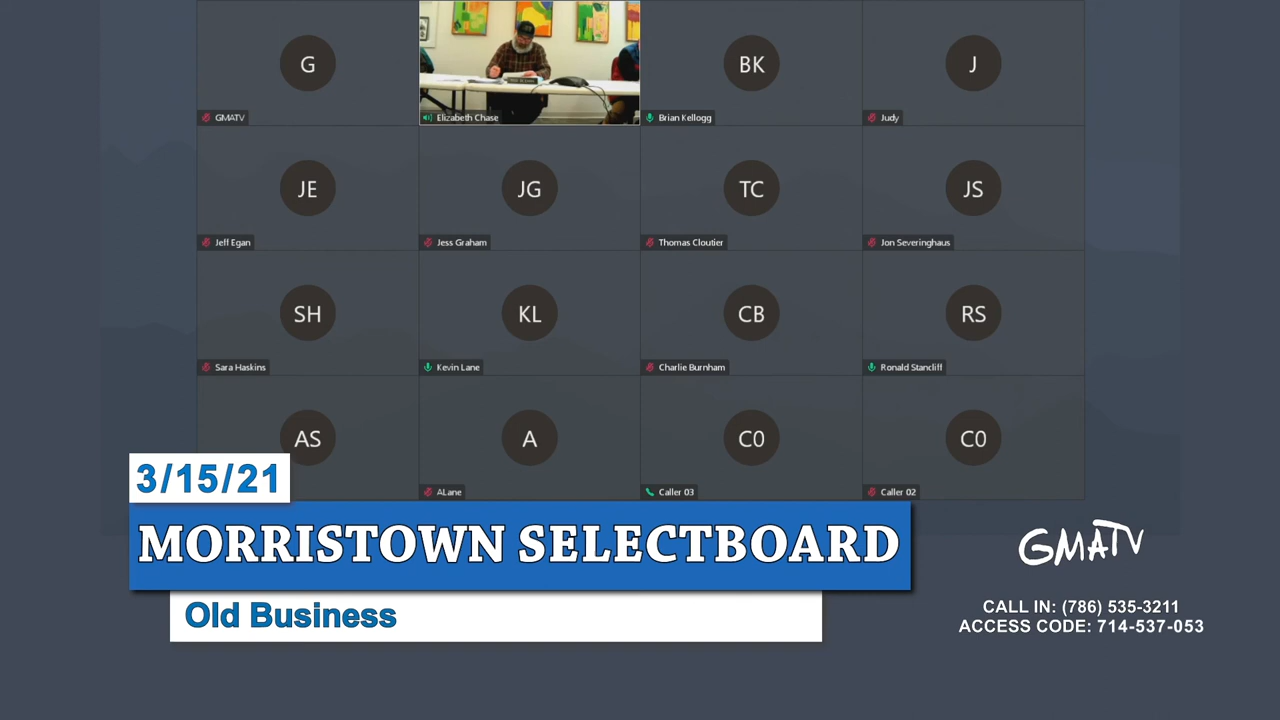 G
GMATV
Elizabeth Chase
BK
Brian Kellogg
J
Judy
JE
Jeff Egan
JG
Jess Graham
TC
Thomas Cloutier
JS
Jon Severinghaus
SH
Sara Haskins
KL
Kevin Lane
CB
Charlie Burnham
RS
Ronald Stancliff
AS
A
ALane
C0
Caller 03
C0
Caller 02
3/15/21
MORRISTOWN SELECTBOARD
Old Business
GMATV
CALL IN: (786) 535-3211
ACCESS CODE: 714-537-053